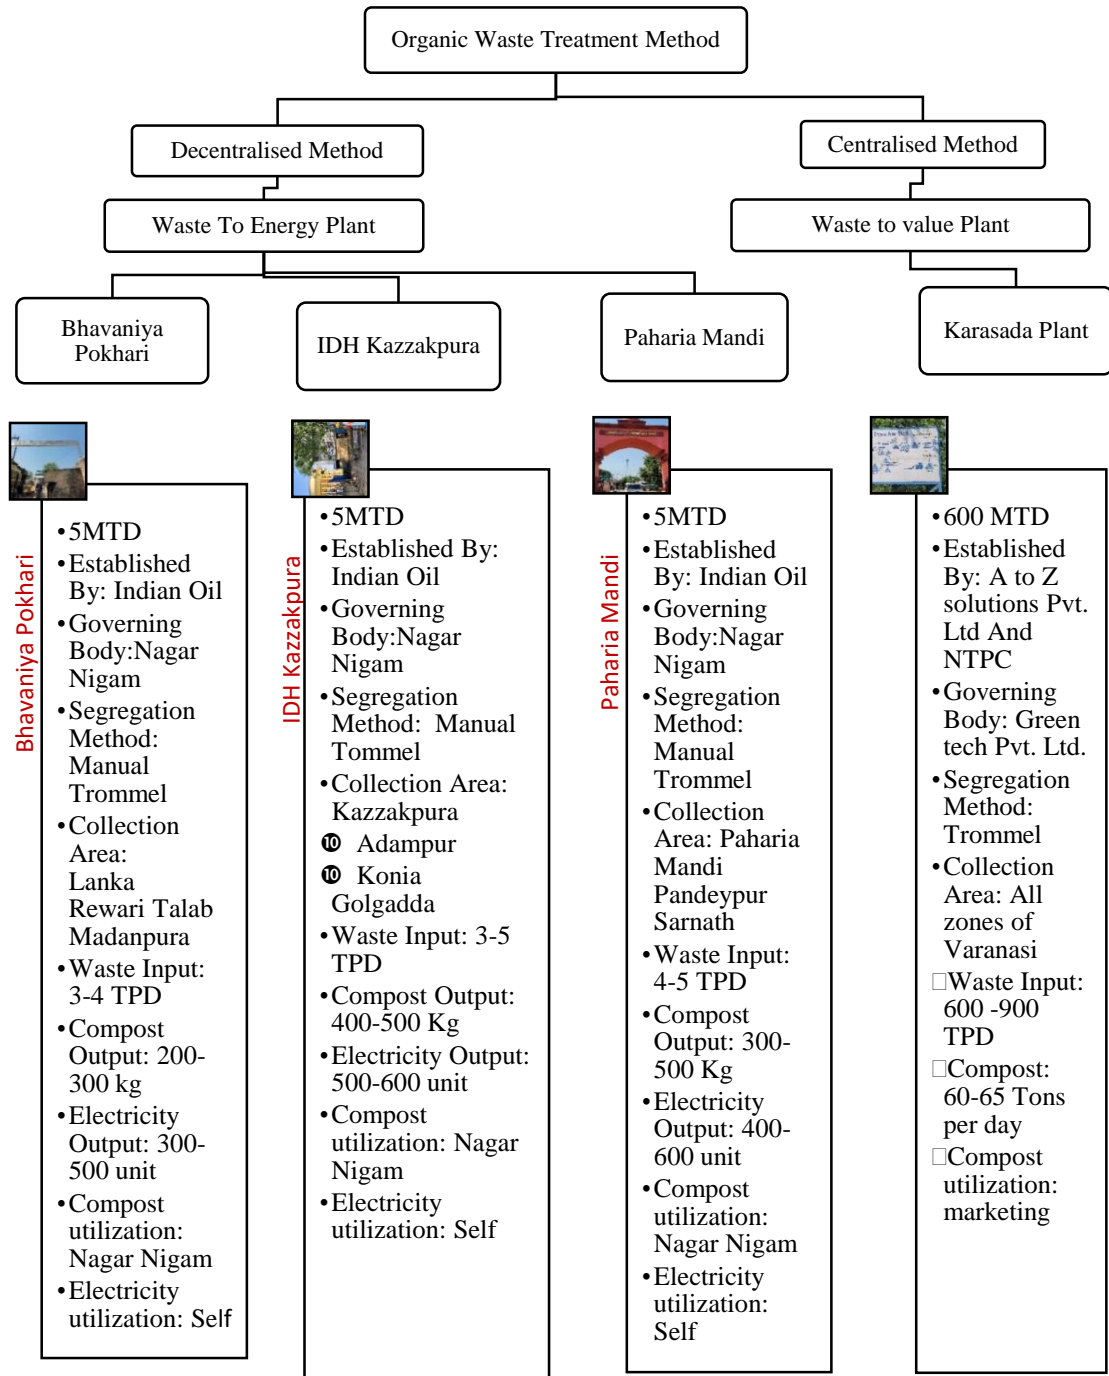 Organic Waste Treatment Method
Decentralised Method
Centralised Method
Waste To Energy Plant
Waste to value Plant
Bhavaniya
Pokhari
IDH Kazzakpura
Paharia Mandi
Karasada Plant
Bhavaniya Pokhari
•5MTD
•Established
By: Indian Oil
•Governing
Body:Nagar
Nigam
•Segregation
Method:
Manual
Trommel
•Collection
Area:
Lanka
Rewari Talab
Madanpura
•Waste Input:
3-4 TPD
•Compost
Output: 200-
300 kg
•Electricity
Output: 300-
500 unit
•Compost
utilization:
Nagar Nigam
•Electricity
utilization: Self
IDH Kazzakpura
•5MTD
•Established By:
Indian Oil
•Governing
Body:Nagar
Nigam
•Segregation
Method: Manual
Tommel
•Collection Area:
Kazzakpura
❿ Adampur
❿ Konia
Golgadda
•Waste Input: 3-5
TPD
•Compost Output:
400-500 Kg
•Electricity Output:
500-600 unit
•Compost
utilization: Nagar
Nigam
•Electricity
utilization: Self
Paharia Mandi
•5MTD
•Established
By: Indian Oil
•Governing
Body:Nagar
Nigam
•Segregation
Method:
Manual
Trommel
•Collection
Area: Paharia
Mandi
Pandeypur
Sarnath
•Waste Input:
4-5 TPD
•Compost
Output: 300-
500 Kg
•Electricity
Output: 400-
600 unit
•Compost
utilization:
Nagar Nigam
•Electricity
utilization:
Self
•600 MTD
•Established
By: A to Z
solutions Pvt.
Ltd And
NTPC
•Governing
Body: Green
tech Pvt. Ltd.
•Segregation
Method:
Trommel
•Collection
Area: All
zones of
Varanasi
□Waste Input:
600 -900
TPD
□Compost:
60-65 Tons
per day
□Compost
utilization:
marketing